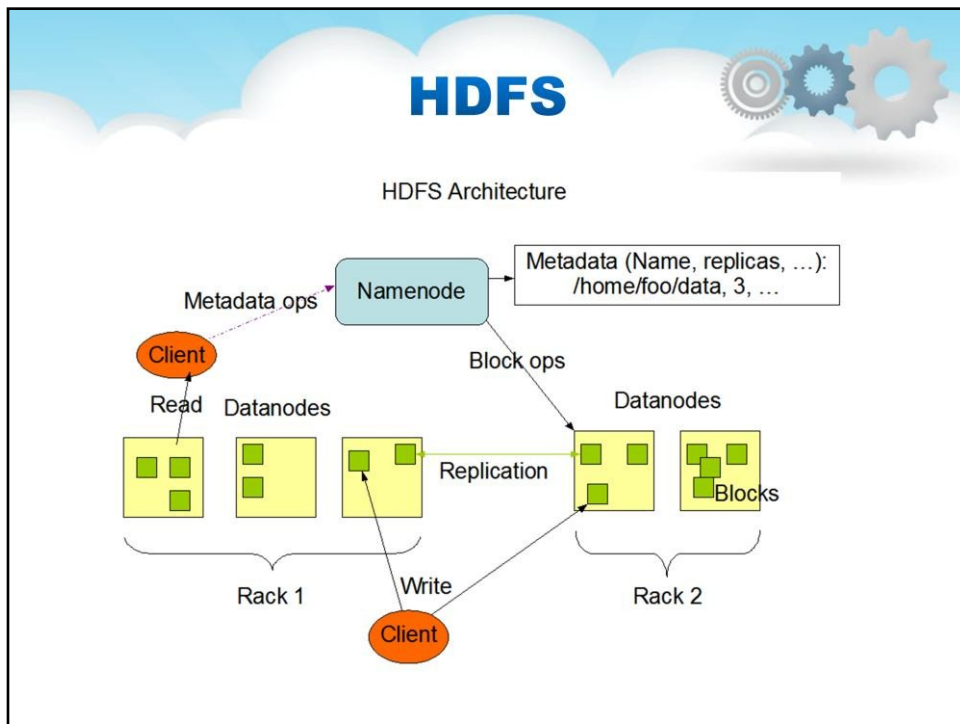 HDFS
HDFS Architecture
Metadata (Name, replicas, …):
/home/foo/data, 3, …
Namenode
Metadata ops
Client
Block ops
Read
Datanodes
Datanodes
Replication
Blocks
Rack 1
Write
Rack 2
Client